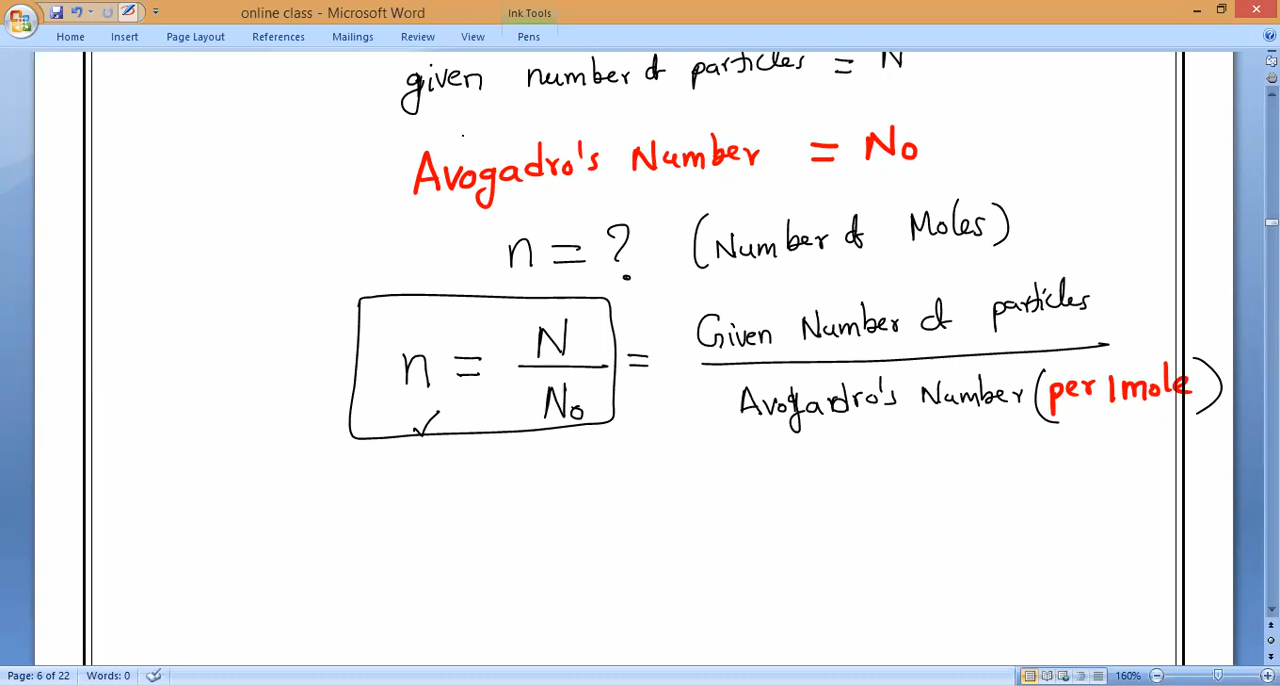 online class - Microsoft Word
Ink Tools
Home Insert Page Layout References Mailings Review View Pens
given number of particles = N
Avogadro's Number = No
n = ? (Number of Moles)
n = N/No = Given Number of particles / Avogadro's Number (per 1 mole)
Page: 6 of 22 Words: 0 160%